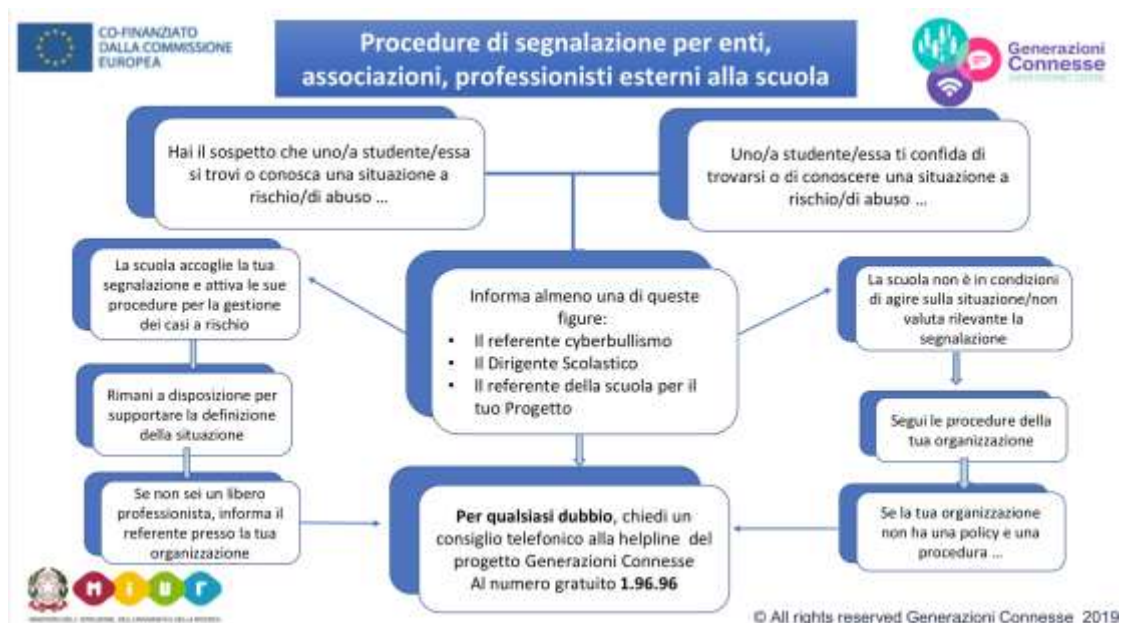 CO-FINANZIATO
DALLA COMMISSIONE
EUROPEA
Procedure di segnalazione per enti,
associazioni, professionisti esterni alla scuola
Generazioni
Connesse
Hai il sospetto che uno/a studente/essa
si trovi o conosca una situazione a
rischio/di abuso ...
Uno/a studente/essa ti confida di
trovarsi o di conoscere una situazione a
rischio/di abuso ...
La scuola accoglie la tua
segnalazione e attiva le sue
procedure per la gestione
dei casi a rischio
Informa almeno una di queste
figure:
• Il referente cyberbullismo
• Il Dirigente Scolastico
• Il referente della scuola per il
tuo Progetto
La scuola non è in condizioni
di agire sulla situazione/non
valuta rilevante la
segnalazione
Rimani a disposizione per
supportare la definizione
della situazione
Segui le procedure della
tua organizzazione
Se non sei un libero
professionista, informa il
referente presso la tua
organizzazione
Per qualsiasi dubbio, chiedi un
consiglio telefonico alla helpline del
progetto Generazioni Connesse
Al numero gratuito 1.96.96
Se la tua organizzazione
non ha una policy e una
procedura ...
miur
© All rights reserved Generazioni Connesse 2019